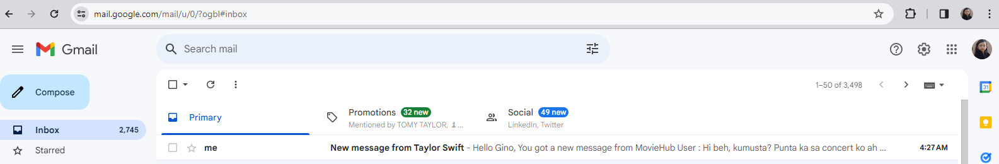 mail.google.com/mail/u/0/?ogbl#inbox
Gmail
Search mail
Compose
1–50 of 3,498
Primary
Promotions 32 new
Mentioned by TOMY TAYLOR, ...
Social 49 new
LinkedIn, Twitter
Inbox 2,745
Starred
me New message from Taylor Swift - Hello Gino, You got a new message from MovieHub User : Hi beh, kumusta? Punta ka sa concert ko ah ... 4:27 AM
31